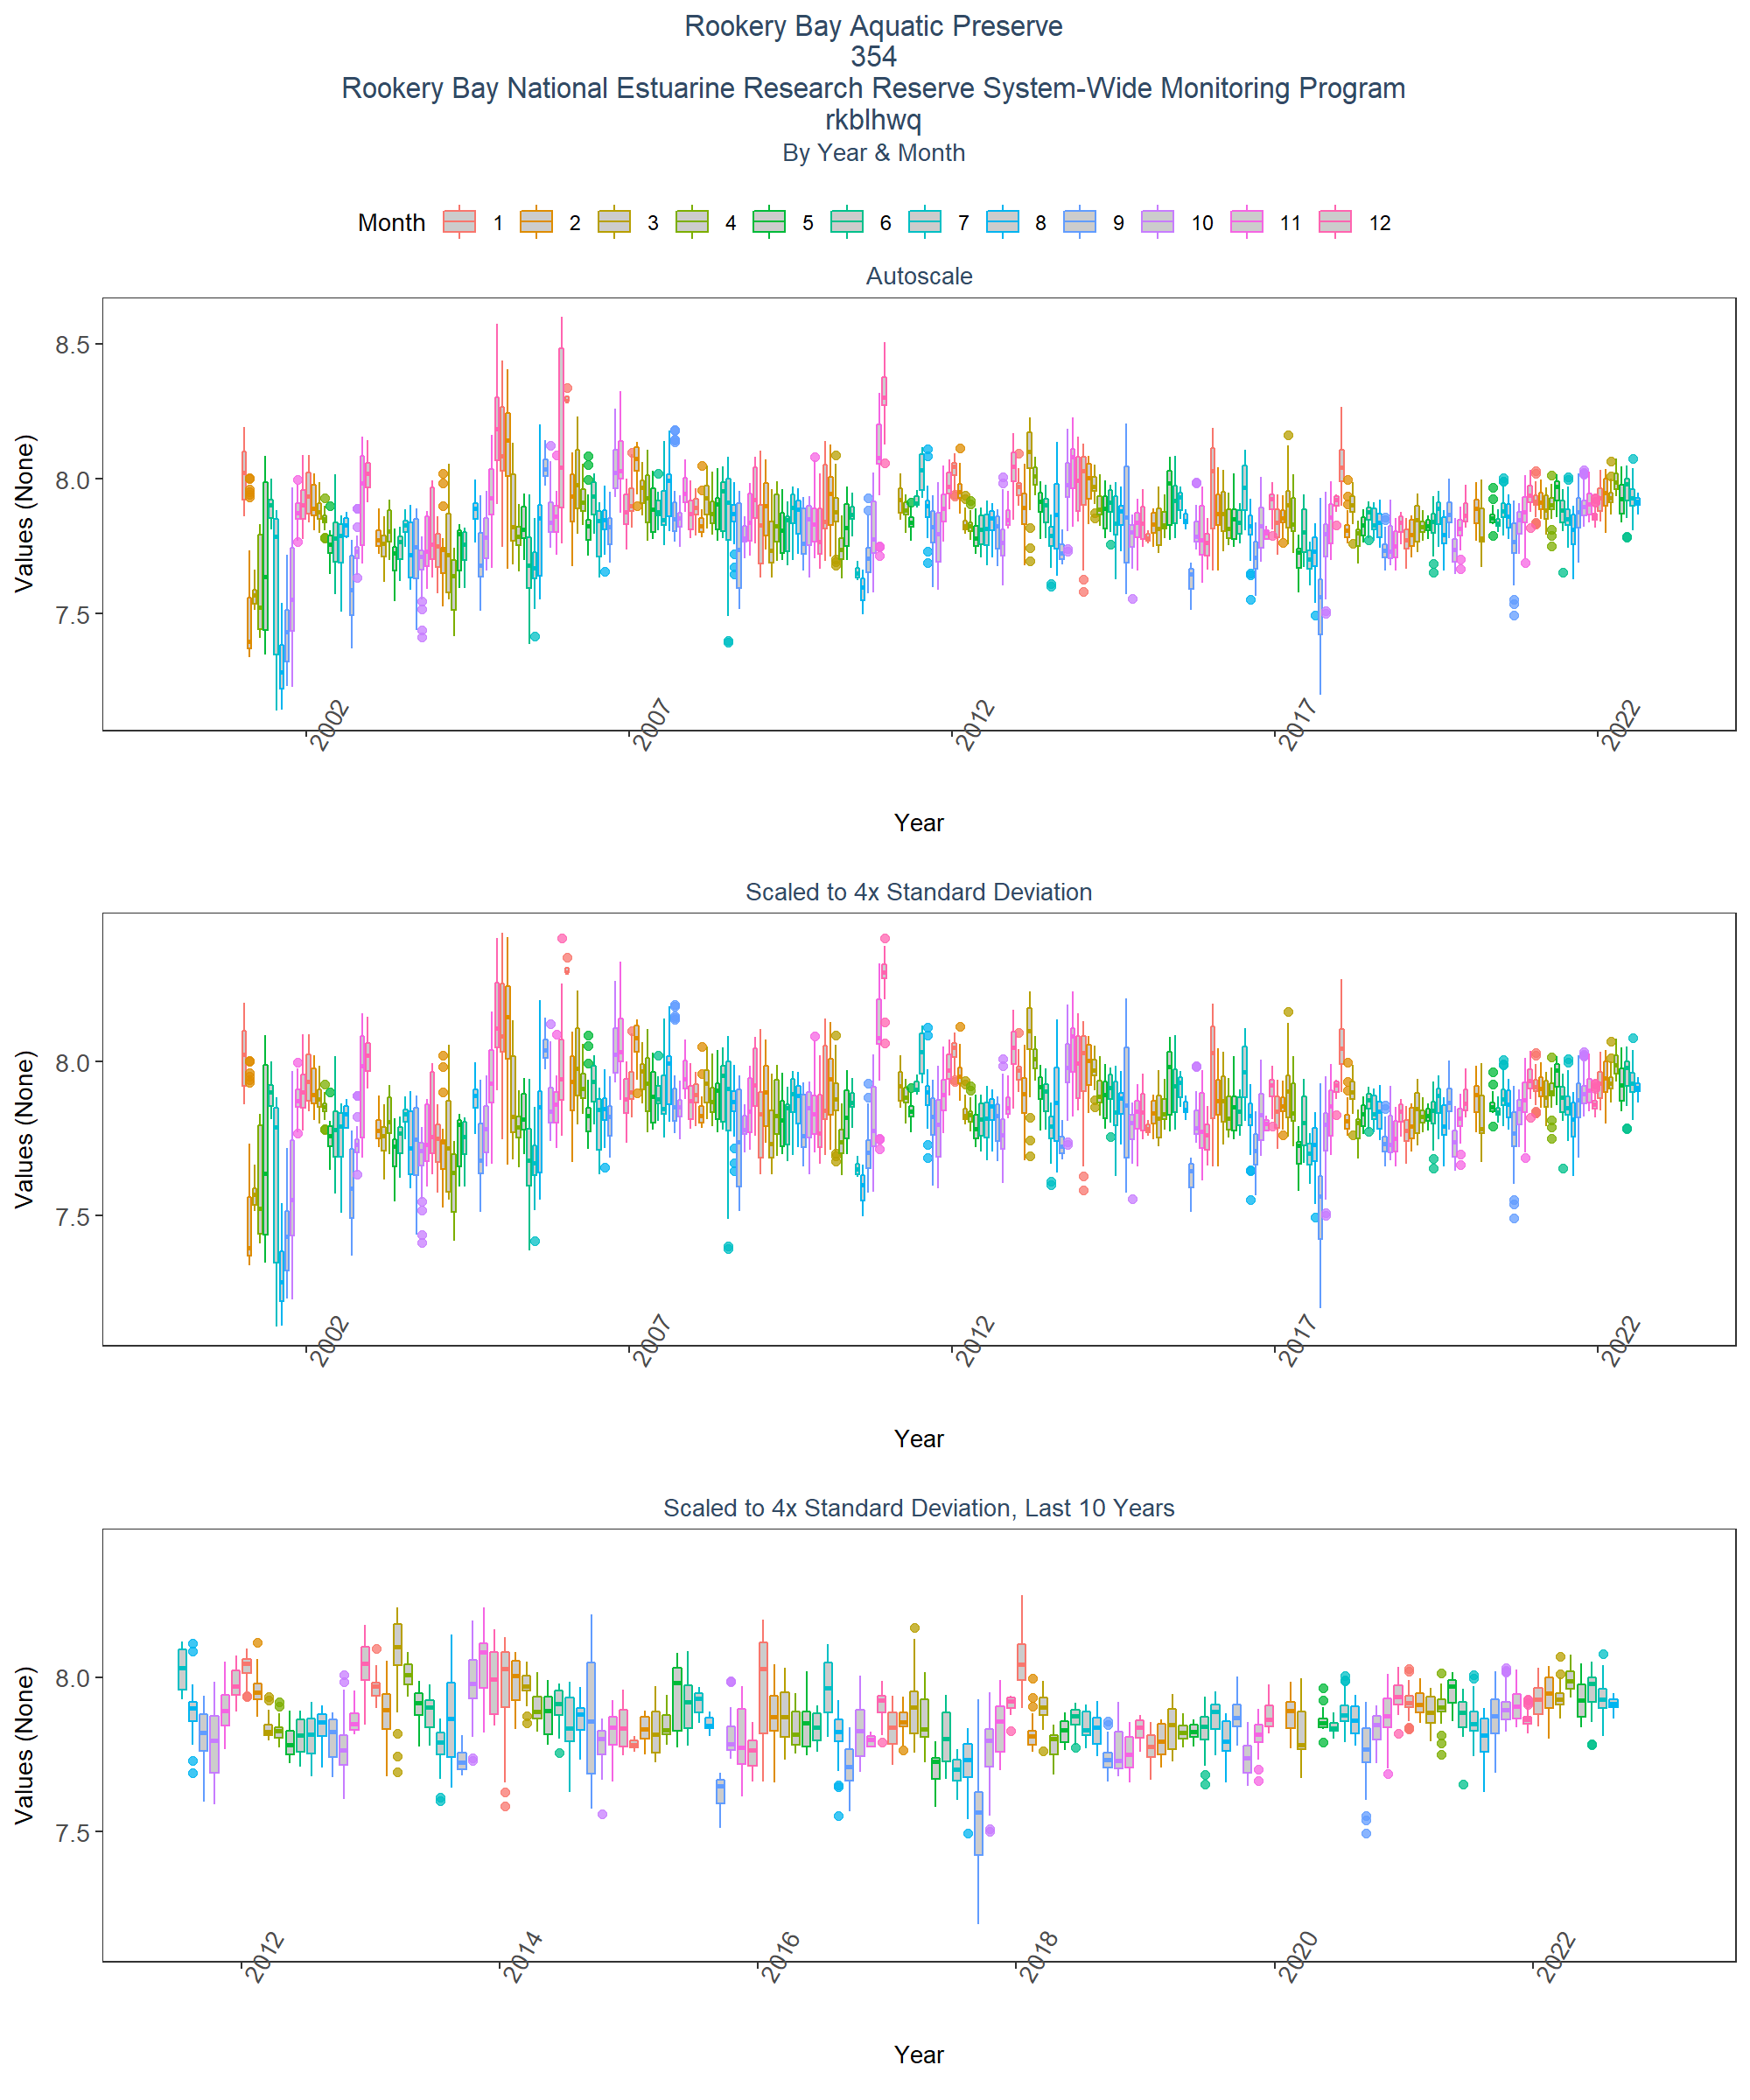 Rookery Bay Aquatic Preserve
354
Rookery Bay National Estuarine Research Reserve System-Wide Monitoring Program
rkblhwq
By Year & Month
Month 1 2 3 4 5 6 7 8 9 10 11 12
Autoscale
Values (None)
8.5
8.0
7.5
2002 2007 2012 2017 2022
Year
Scaled to 4x Standard Deviation
Values (None)
8.0
7.5
2002 2007 2012 2017 2022
Year
Scaled to 4x Standard Deviation, Last 10 Years
Values (None)
8.0
7.5
2012 2014 2016 2018 2020 2022
Year